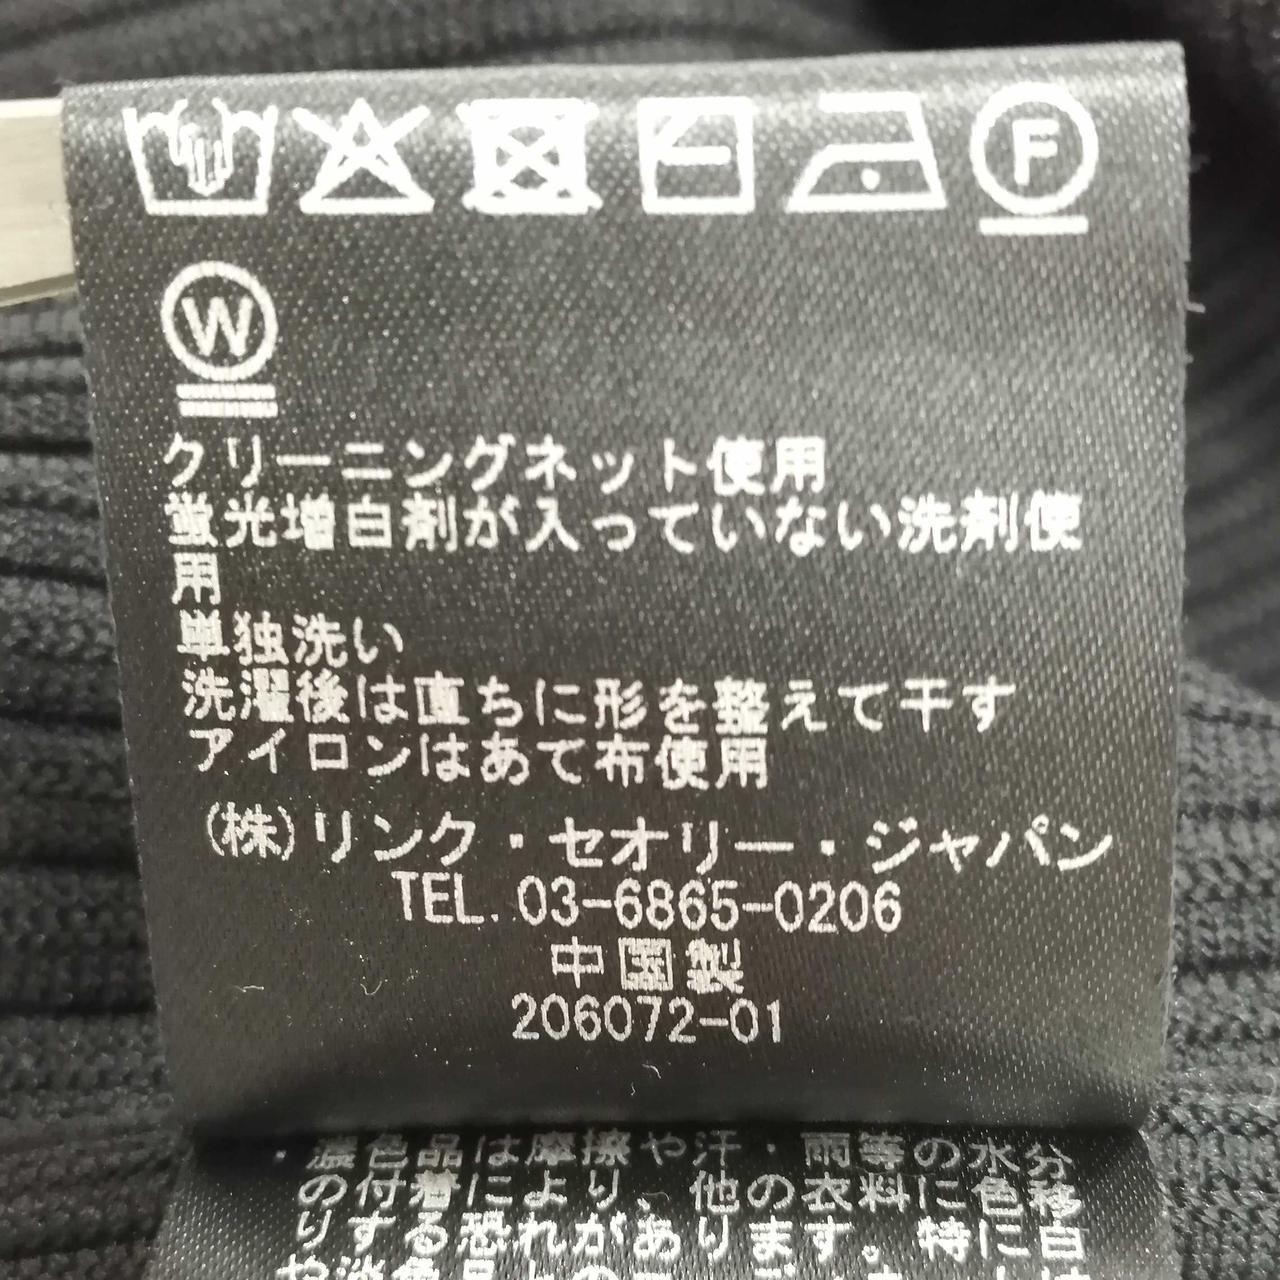 F
W
クリーニングネット使用
蛍光増白剤が入っていない洗剤使
用
単独洗い
洗濯後は直ちに形を整えて干す
アイロンはあて布使用
(株)リンク・セオリー・ジャパン
TEL. 03-6865-0206
中国製
206072-01
・濃色品は摩擦や汗・雨等の水分
の付着により、他の衣料に色移
りする恐れがあります。特に白
や淡色品との